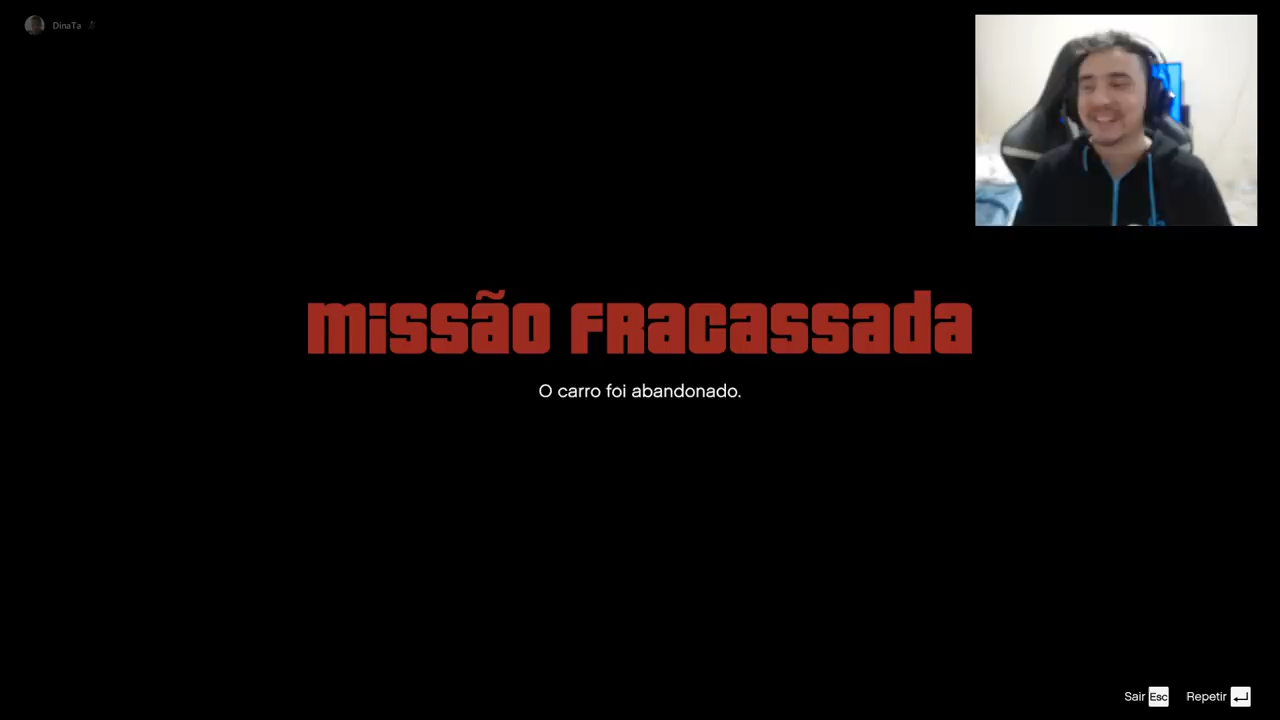 DinaTa
missão fracassada
O carro foi abandonado.
Sair Esc Repetir